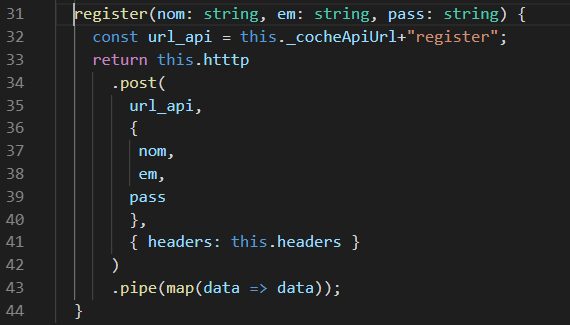 31 register(nom: string, em: string, pass: string) {
32 const url_api = this._cocheApiUrl+"register";
33 return this.htttp
34 .post(
35 url_api,
36 {
37 nom,
38 em,
39 pass
40 },
41 { headers: this.headers }
42 )
43 .pipe(map(data => data));
44 }